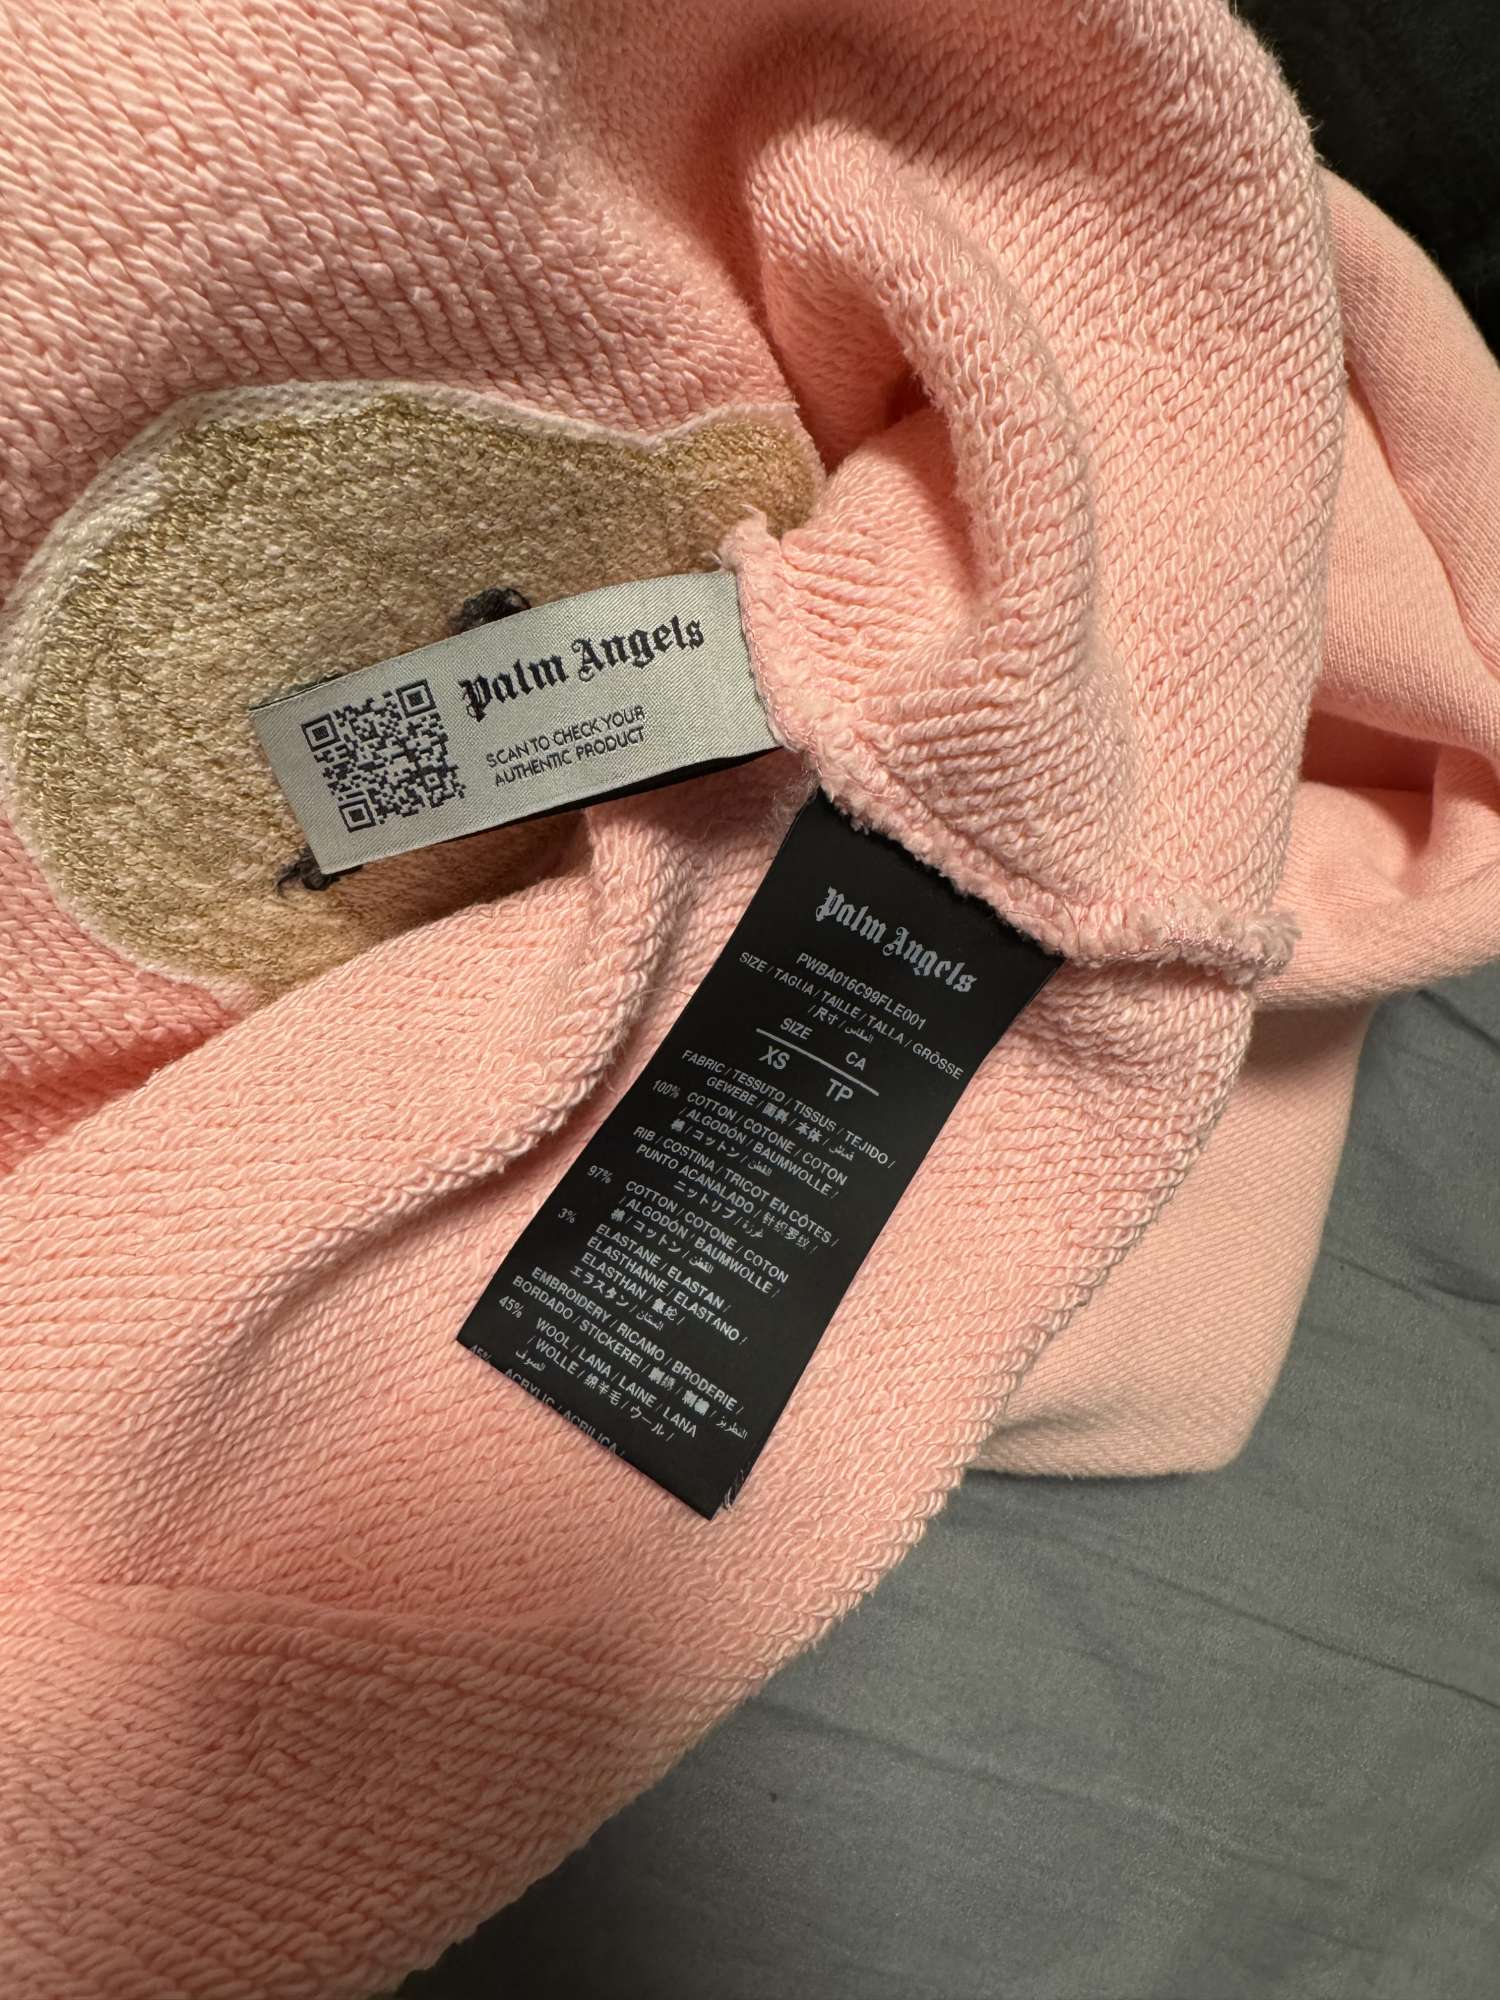 Palm Angels
SCAN TO CHECK YOUR
AUTHENTIC PRODUCT
Palm Angels
PWBA016C99FLE001
SIZE / TAGLIA / TAILLE / TALLA / GRÖSSE
/ 尺寸 / المقاس
SIZE CA
XS TP
FABRIC / TESSUTO / TISSUS / TEJIDO /
GEWEBE / 面料 / 本体 / قماش
100% COTTON / COTONE / COTON
/ ALGODÓN / BAUMWOLLE /
棉 / コットン / القطن
RIB / COSTINA / TRICOT EN CÔTES /
PUNTO ACANALADO / 针织罗纹 /
ニットリブ /
97% COTTON / COTONE / COTON
/ ALGODÓN / BAUMWOLLE /
棉 / コットン / القطن
3% ELASTANE / ELASTAN /
ÉLASTHANNE / ELASTANO /
ELASTHAN / 氨纶 /
エラスタン /
EMBROIDERY / RICAMO / BRODERIE /
BORDADO / STICKEREI / 刺绣 / 刺繍 / التطريز
45% WOOL / LANA / LAINE / LANA
/ WOLLE / 绵羊毛 / ウール /
الصوف
45% ACRYLIC / ACRILICA /